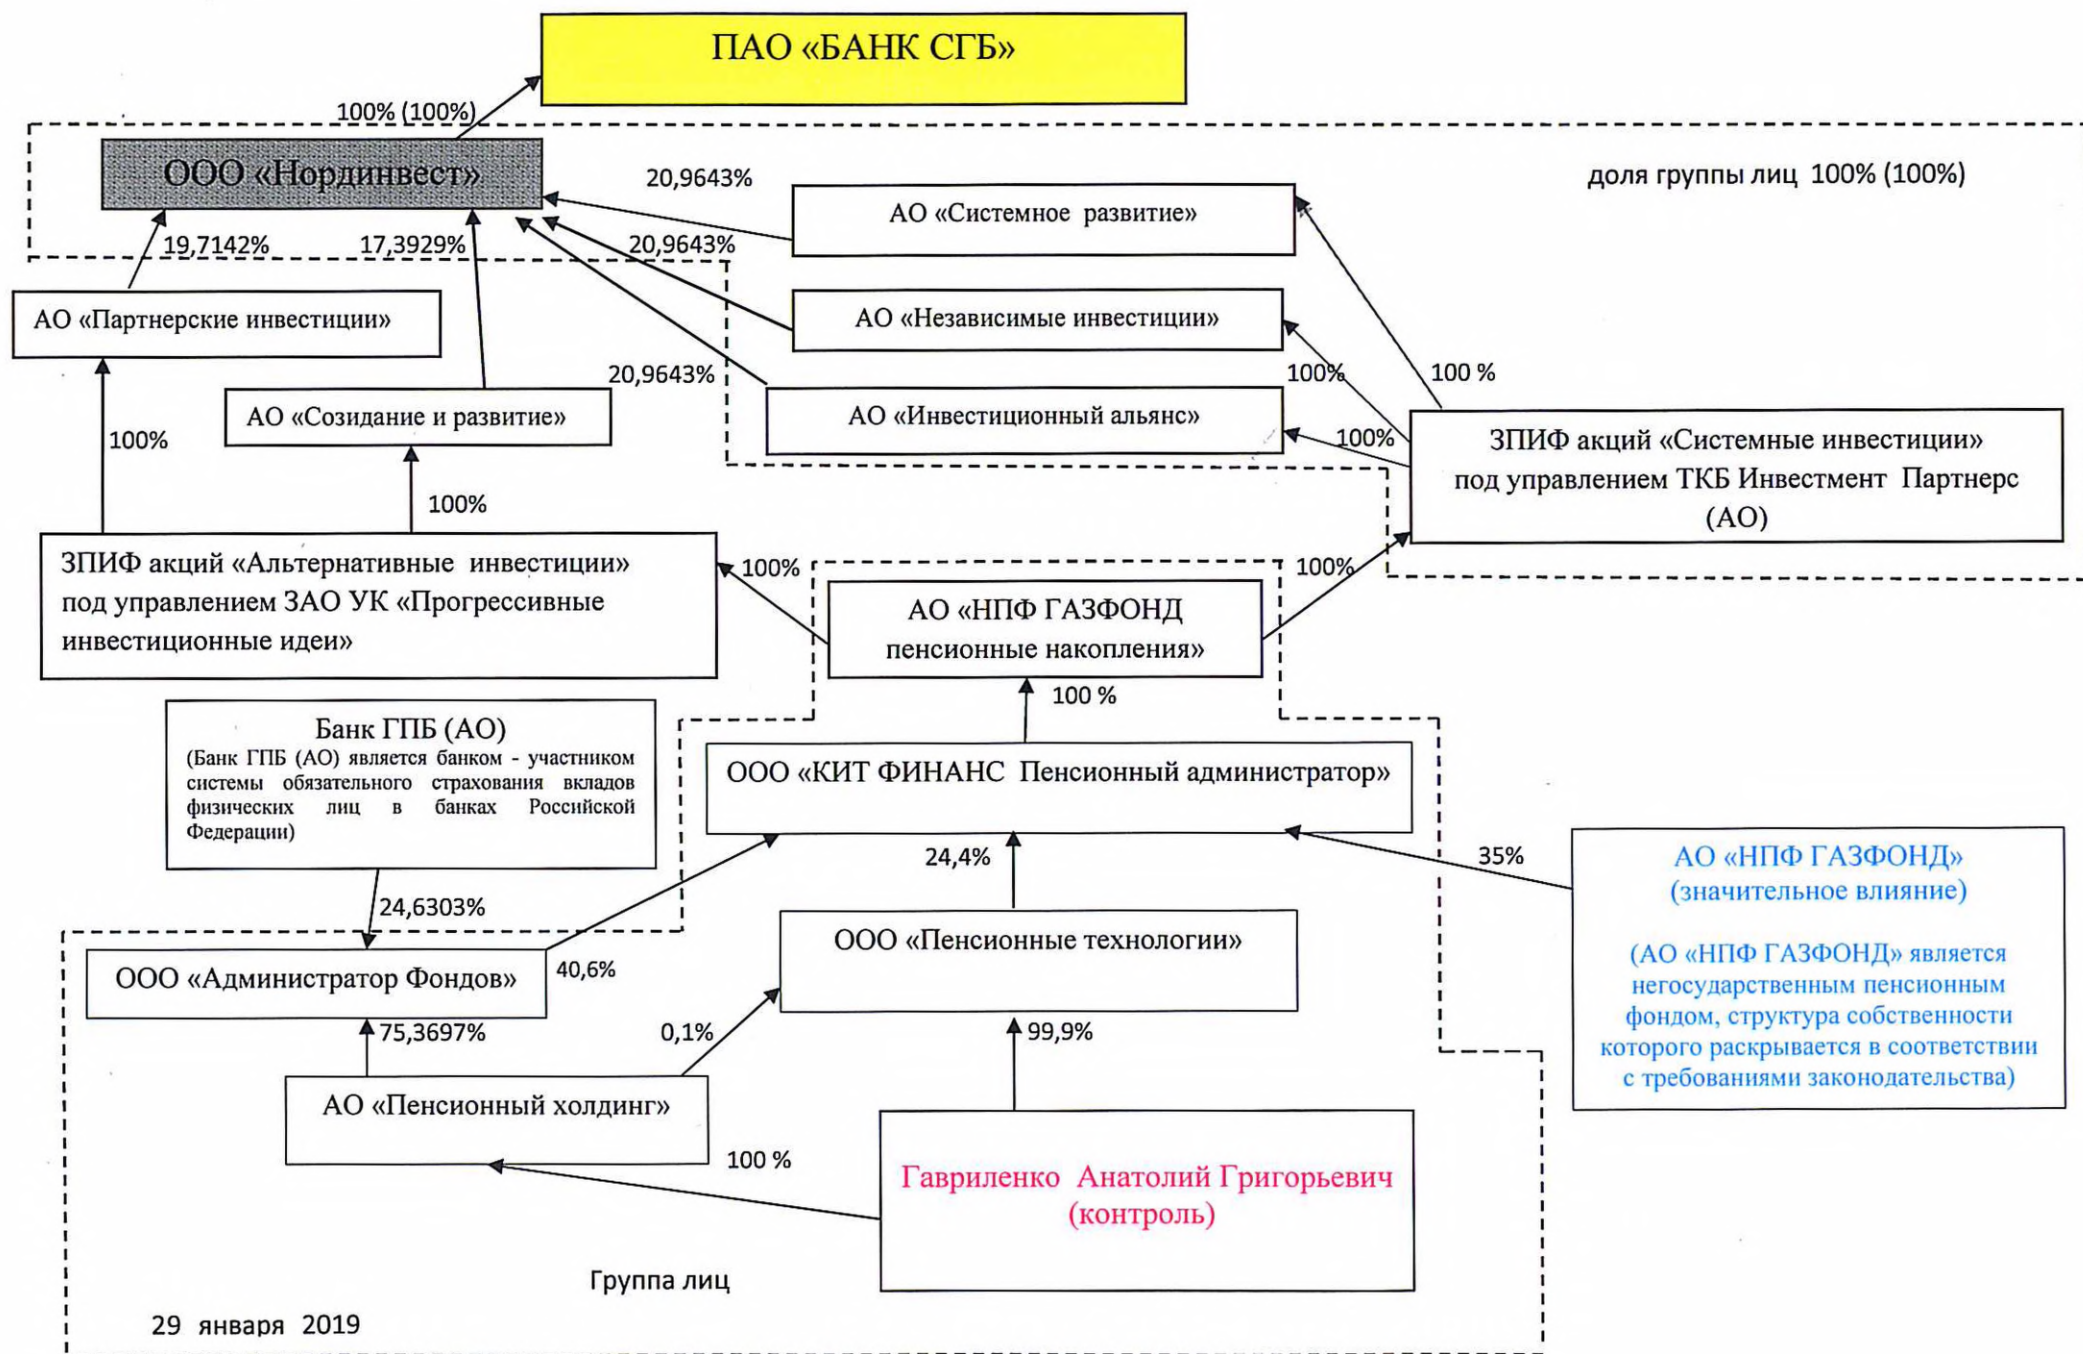 ПАО «БАНК СГБ»
100% (100%)
ООО «Нординвест»
20,9643%
АО «Системное развитие»
доля группы лиц 100% (100%)
19,7142%
17,3929%
20,9643%
АО «Партнерские инвестиции»
АО «Независимые инвестиции»
20,9643%
100%
100 %
АО «Созидание и развитие»
АО «Инвестиционный альянс»
100%
100%
ЗПИФ акций «Системные инвестиции»
под управлением ТКБ Инвестмент Партнерс
(АО)
100%
ЗПИФ акций «Альтернативные инвестиции»
под управлением ЗАО УК «Прогрессивные
инвестиционные идеи»
100%
100%
АО «НПФ ГАЗФОНД
пенсионные накопления»
100 %
Банк ГПБ (АО)
(Банк ГПБ (АО) является банком - участником
системы обязательного страхования вкладов
физических лиц в банках Российской
Федерации)
ООО «КИТ ФИНАНС Пенсионный администратор»
24,4%
35%
АО «НПФ ГАЗФОНД»
(значительное влияние)
(АО «НПФ ГАЗФОНД» является
негосударственным пенсионным
фондом, структура собственности
которого раскрывается в соответствии
с требованиями законодательства)
24,6303%
ООО «Администратор Фондов»
40,6%
ООО «Пенсионные технологии»
75,3697%
0,1%
99,9%
АО «Пенсионный холдинг»
100 %
Гавриленко Анатолий Григорьевич
(контроль)
Группа лиц
29 января 2019